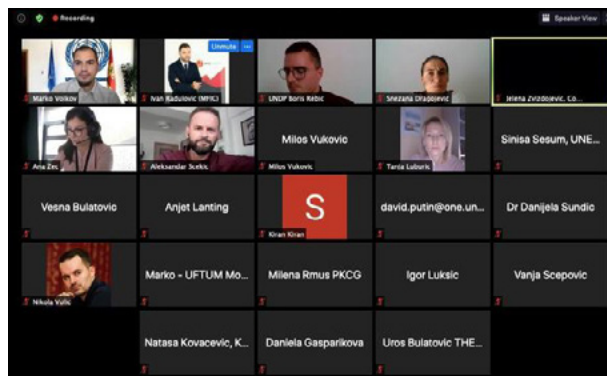 Recording
Speaker View
Marko Volkov
Unmute
Ivan Radulovic (MFIC)
UNDP Boris Rebic
Snezana Dragojevic
Jelena Zvizdojevic, Co...
Ana Zec
Aleksandar Scekic
Milos Vukovic
Milos Vukovic
Tanja Luburic
Sinisa Sesum, UNE...
Vesna Bulatovic
Anjet Lanting
S
Kiran Kiran
david.putin@one.un...
Dr Danijela Sundic
Nikola Vulic
Marko - UFTUM Mo...
Milena Rmus PKCG
Igor Luksic
Vanja Scepovic
Natasa Kovacevic, K...
Daniela Gasparikova
Uros Bulatovic THE...